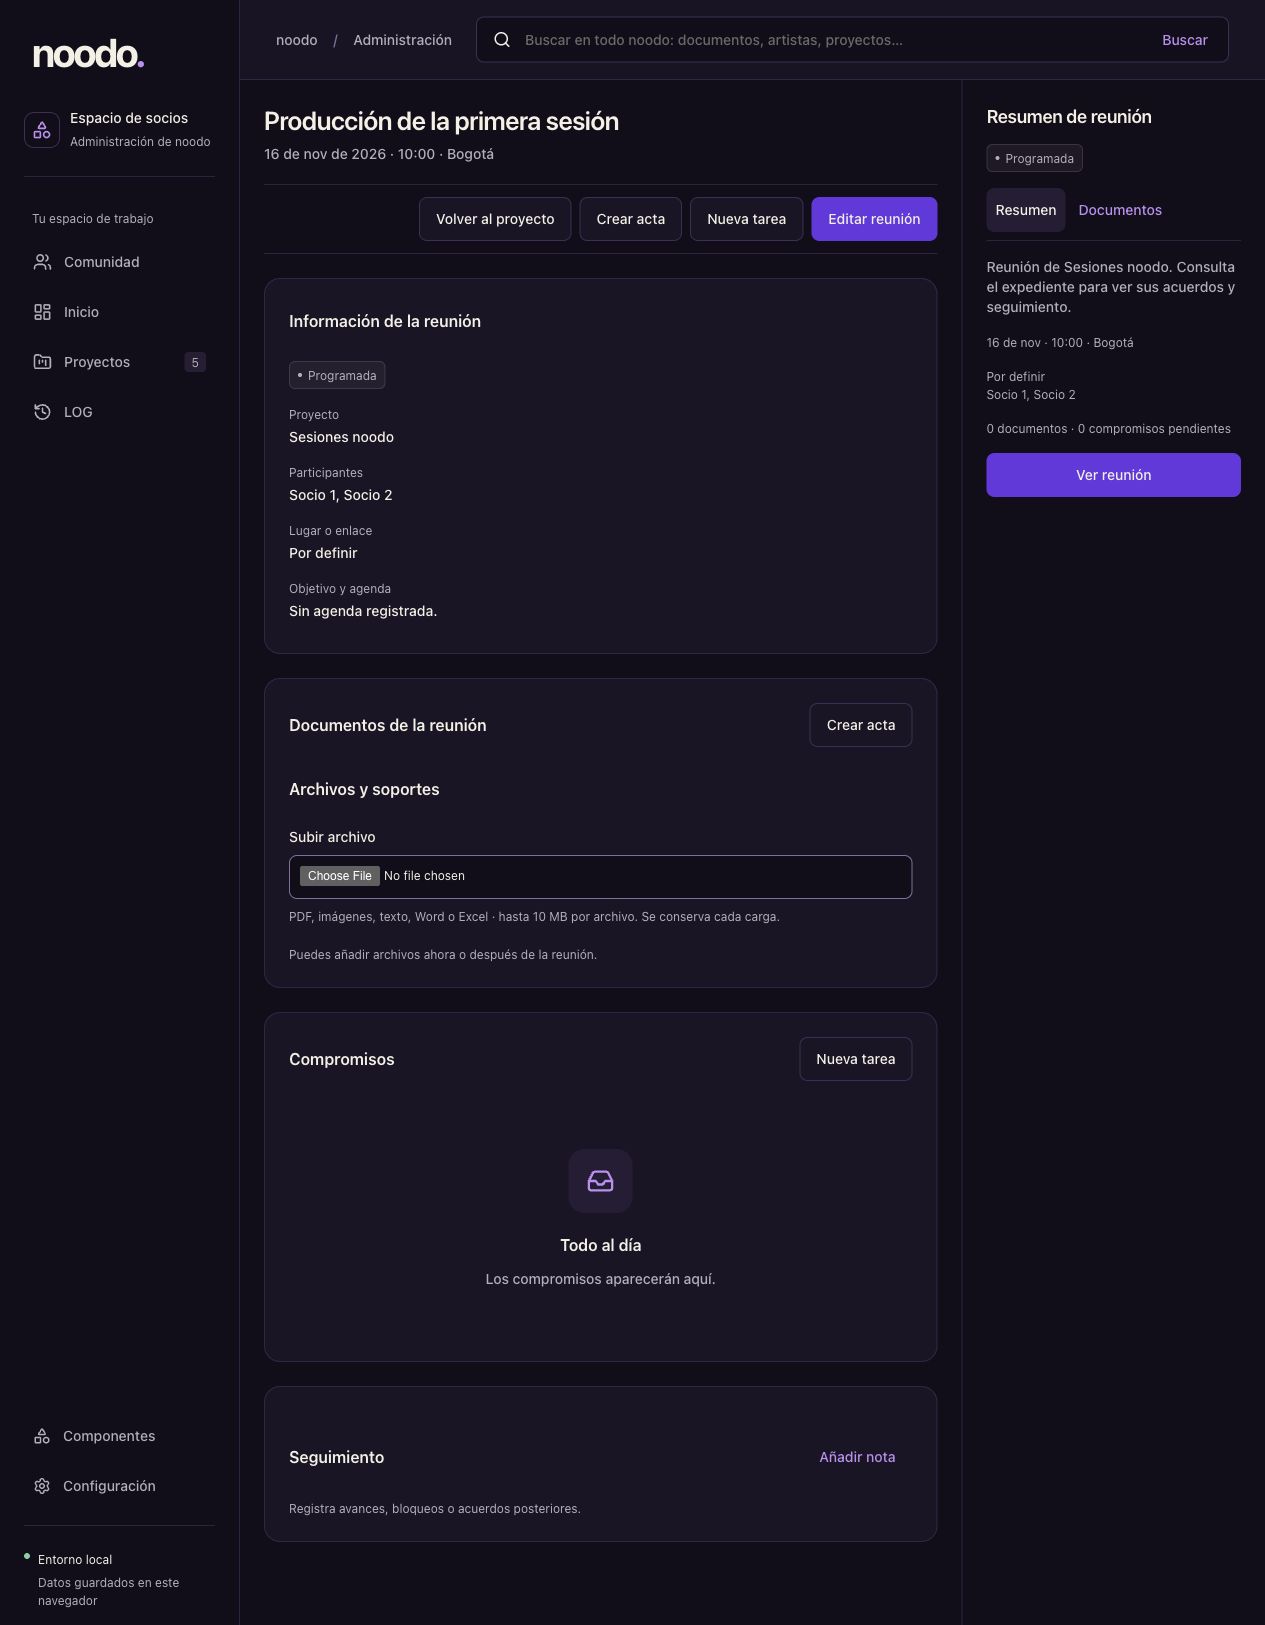 noodo.
Espacio de socios
Administración de noodo
Tu espacio de trabajo
Comunidad
Inicio
Proyectos 5
LOG
Componentes
Configuración
Entorno local
Datos guardados en este
navegador
noodo / Administración
Buscar en todo noodo: documentos, artistas, proyectos... Buscar
Producción de la primera sesión
16 de nov de 2026 · 10:00 · Bogotá
Volver al proyecto Crear acta Nueva tarea Editar reunión
Información de la reunión
• Programada
Proyecto
Sesiones noodo
Participantes
Socio 1, Socio 2
Lugar o enlace
Por definir
Objetivo y agenda
Sin agenda registrada.
Documentos de la reunión Crear acta
Archivos y soportes
Subir archivo
Choose File No file chosen
PDF, imágenes, texto, Word o Excel · hasta 10 MB por archivo. Se conserva cada carga.
Puedes añadir archivos ahora o después de la reunión.
Compromisos Nueva tarea
Todo al día
Los compromisos aparecerán aquí.
Seguimiento Añadir nota
Registra avances, bloqueos o acuerdos posteriores.
Resumen de reunión
• Programada
Resumen Documentos
Reunión de Sesiones noodo. Consulta
el expediente para ver sus acuerdos y
seguimiento.
16 de nov · 10:00 · Bogotá
Por definir
Socio 1, Socio 2
0 documentos · 0 compromisos pendientes
Ver reunión